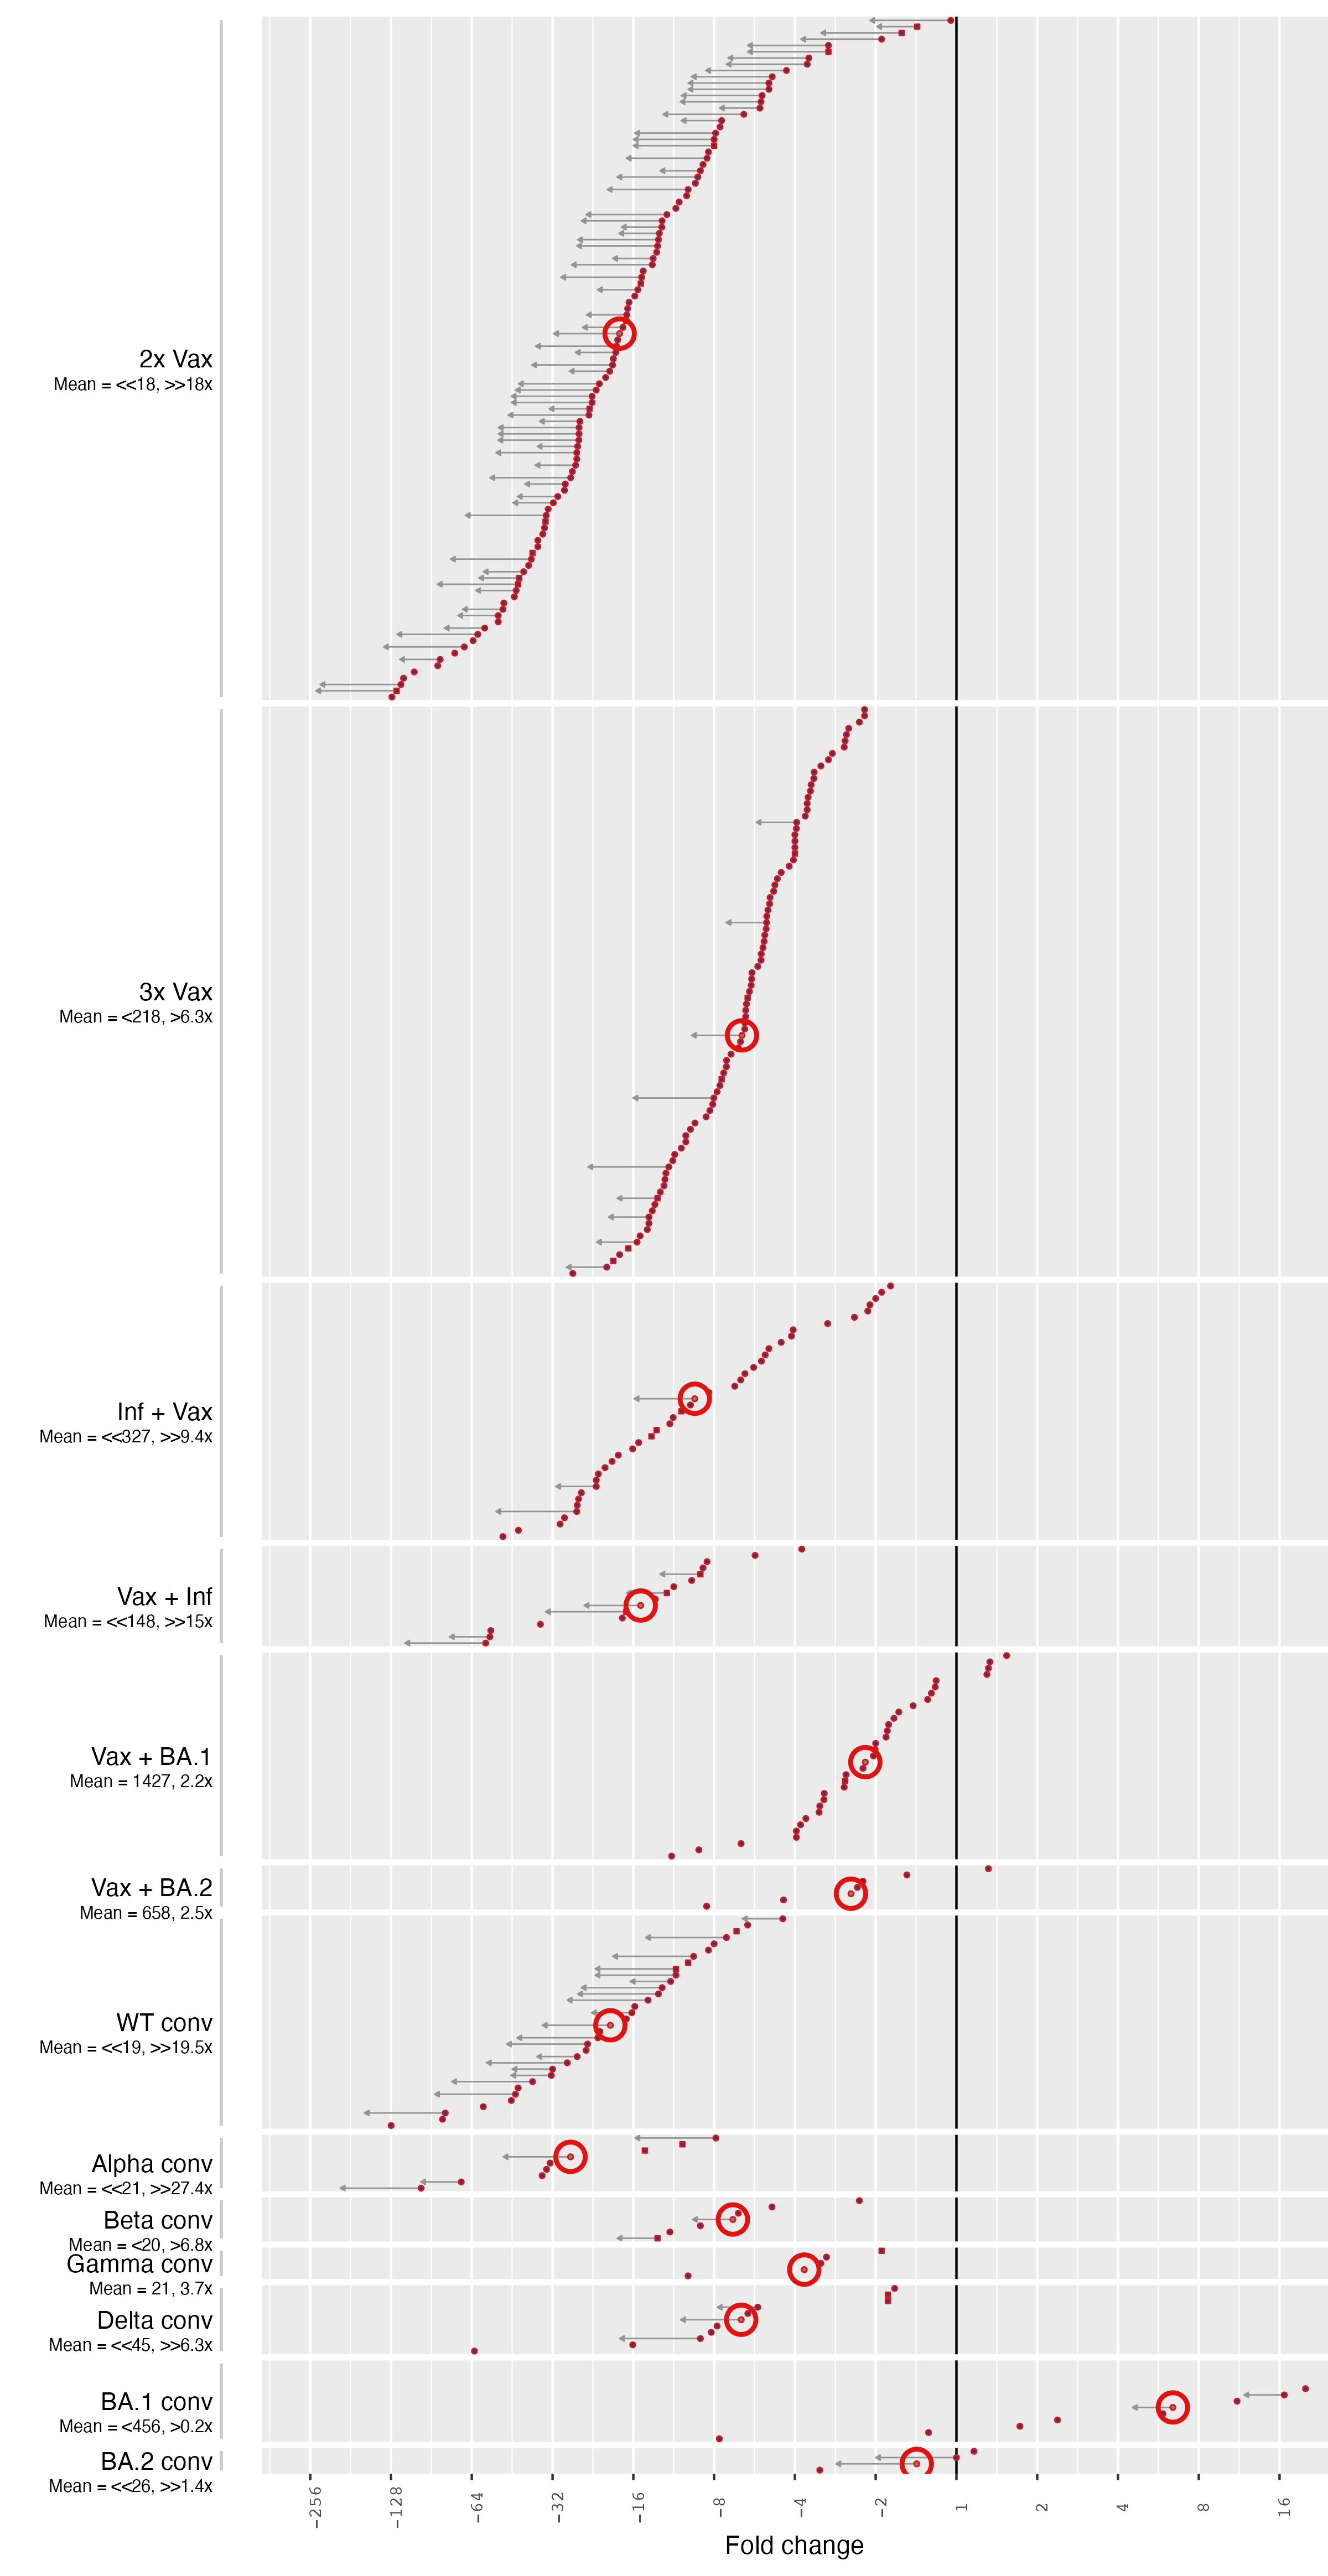 2x Vax
Mean = <<18, >>18x
3x Vax
Mean = <218, >6.3x
Inf + Vax
Mean = <<327, >>9.4x
Vax + Inf
Mean = <<148, >>15x
Vax + BA.1
Mean = 1427, 2.2x
Vax + BA.2
Mean = 658, 2.5x
WT conv
Mean = <<19, >>19.5x
Alpha conv
Mean = <<21, >>27.4x
Beta conv
Mean = <20, >6.8x
Gamma conv
Mean = 21, 3.7x
Delta conv
Mean = <<45, >>6.3x
BA.1 conv
Mean = <456, >0.2x
BA.2 conv
Mean = <<26, >>1.4x
-256
-128
-64
-32
-16
-8
-4
-2
1
2
4
8
16
Fold change